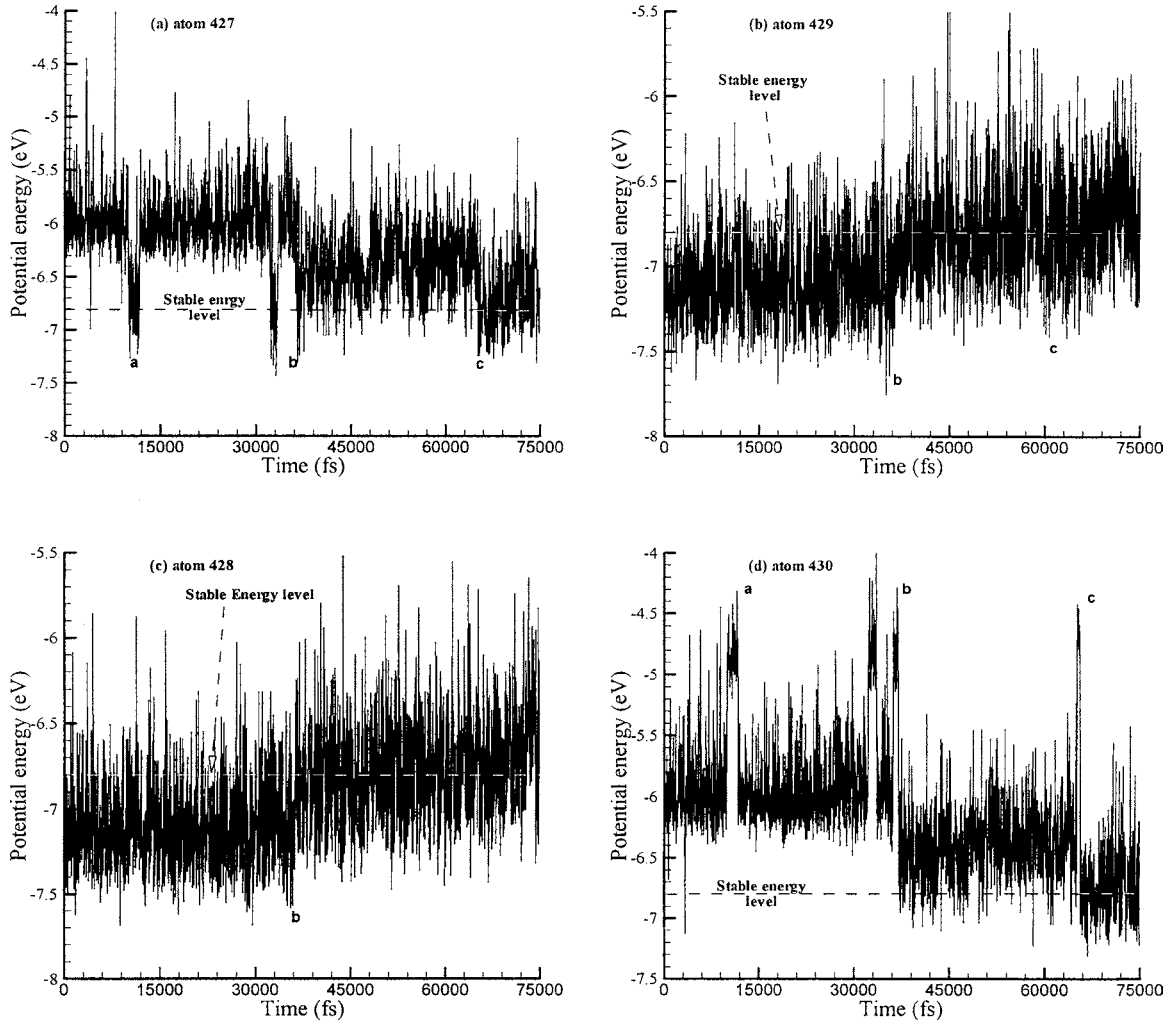 (a) atom 427
-4
-4.5
-5
-5.5
-6
-6.5
-7
-7.5
-8
Potential energy (eV)
Stable enrgy
level
a
b
c
0 15000 30000 45000 60000 75000
Time (fs)
(b) atom 429
-5.5
-6
-6.5
-7
-7.5
-8
Potential energy (eV)
Stable energy
level
b
c
0 15000 30000 45000 60000 75000
Time (fs)
(c) atom 428
-5.5
-6
-6.5
-7
-7.5
-8
Potential energy (eV)
Stable Energy level
b
0 15000 30000 45000 60000 75000
Time (fs)
(d) atom 430
-4
-4.5
-5
-5.5
-6
-6.5
-7
-7.5
Potential energy (eV)
a
b
c
Stable energy
level
0 15000 30000 45000 60000 75000
Time (fs)